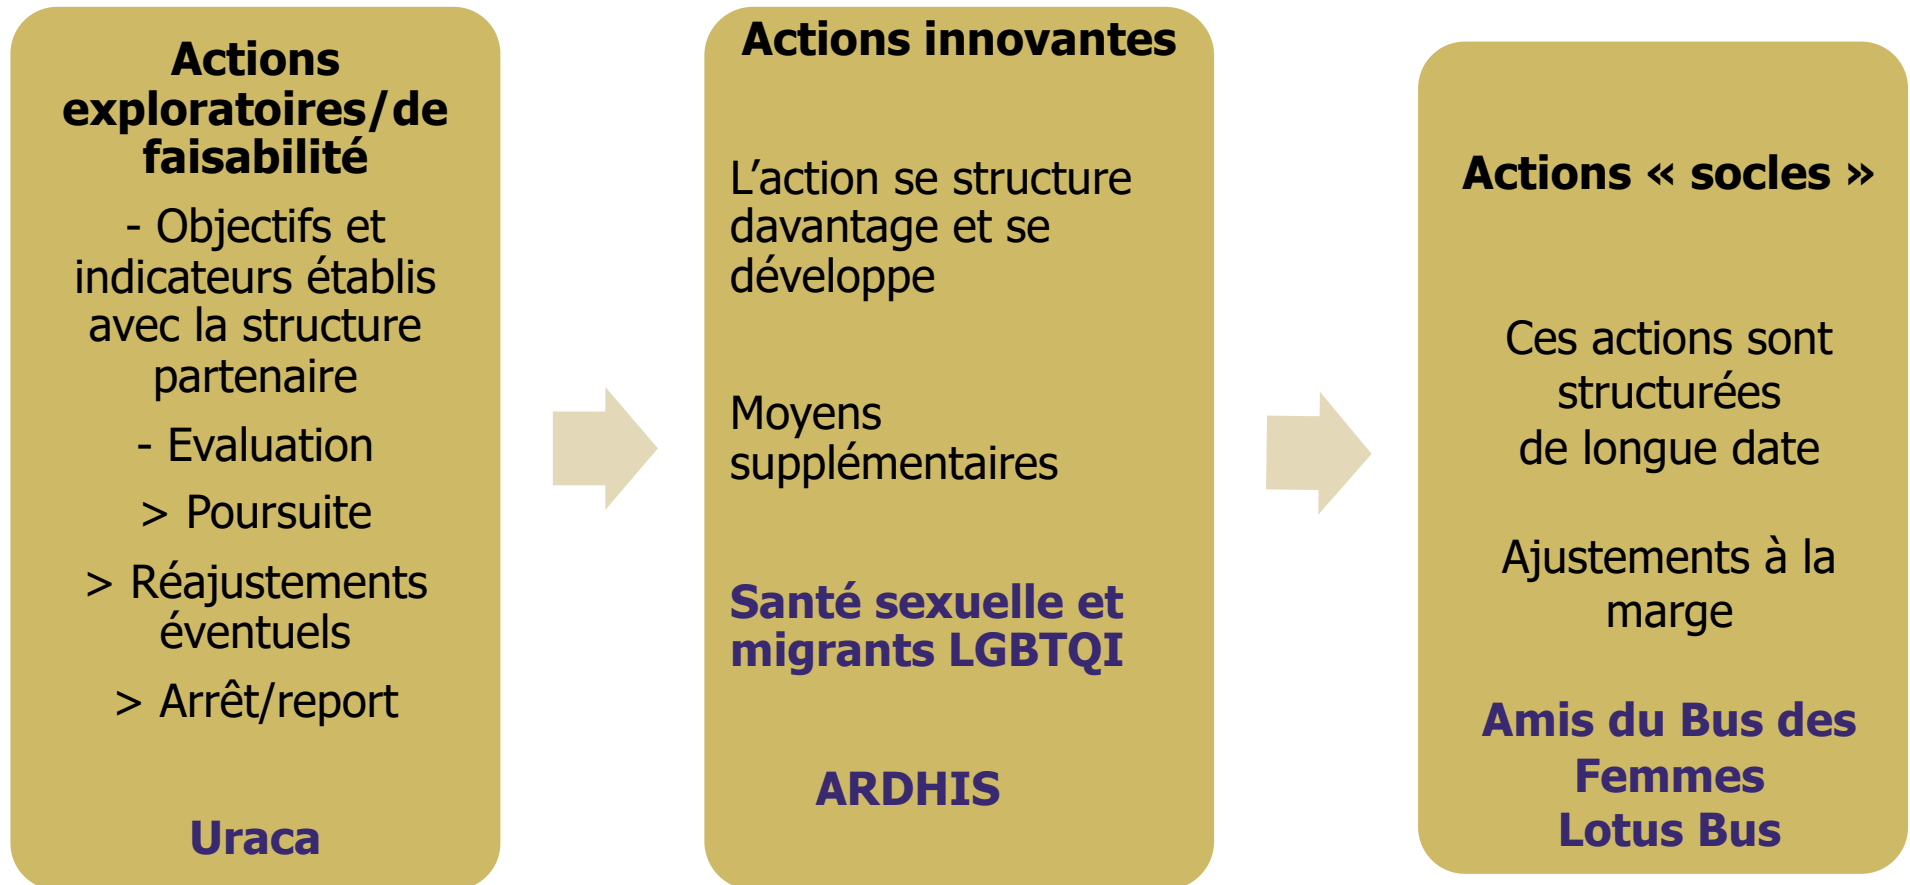 Actions
exploratoires/de
faisabilité
- Objectifs et
indicateurs établis
avec la structure
partenaire
- Evaluation
> Poursuite
> Réajustements
éventuels
> Arrêt/report
Uraca
Actions innovantes
L’action se structure
davantage et se
développe
Moyens
supplémentaires
Santé sexuelle et
migrants LGBTQI
ARDHIS
Actions « socles »
Ces actions sont
structurées
de longue date
Ajustements à la
marge
Amis du Bus des
Femmes
Lotus Bus